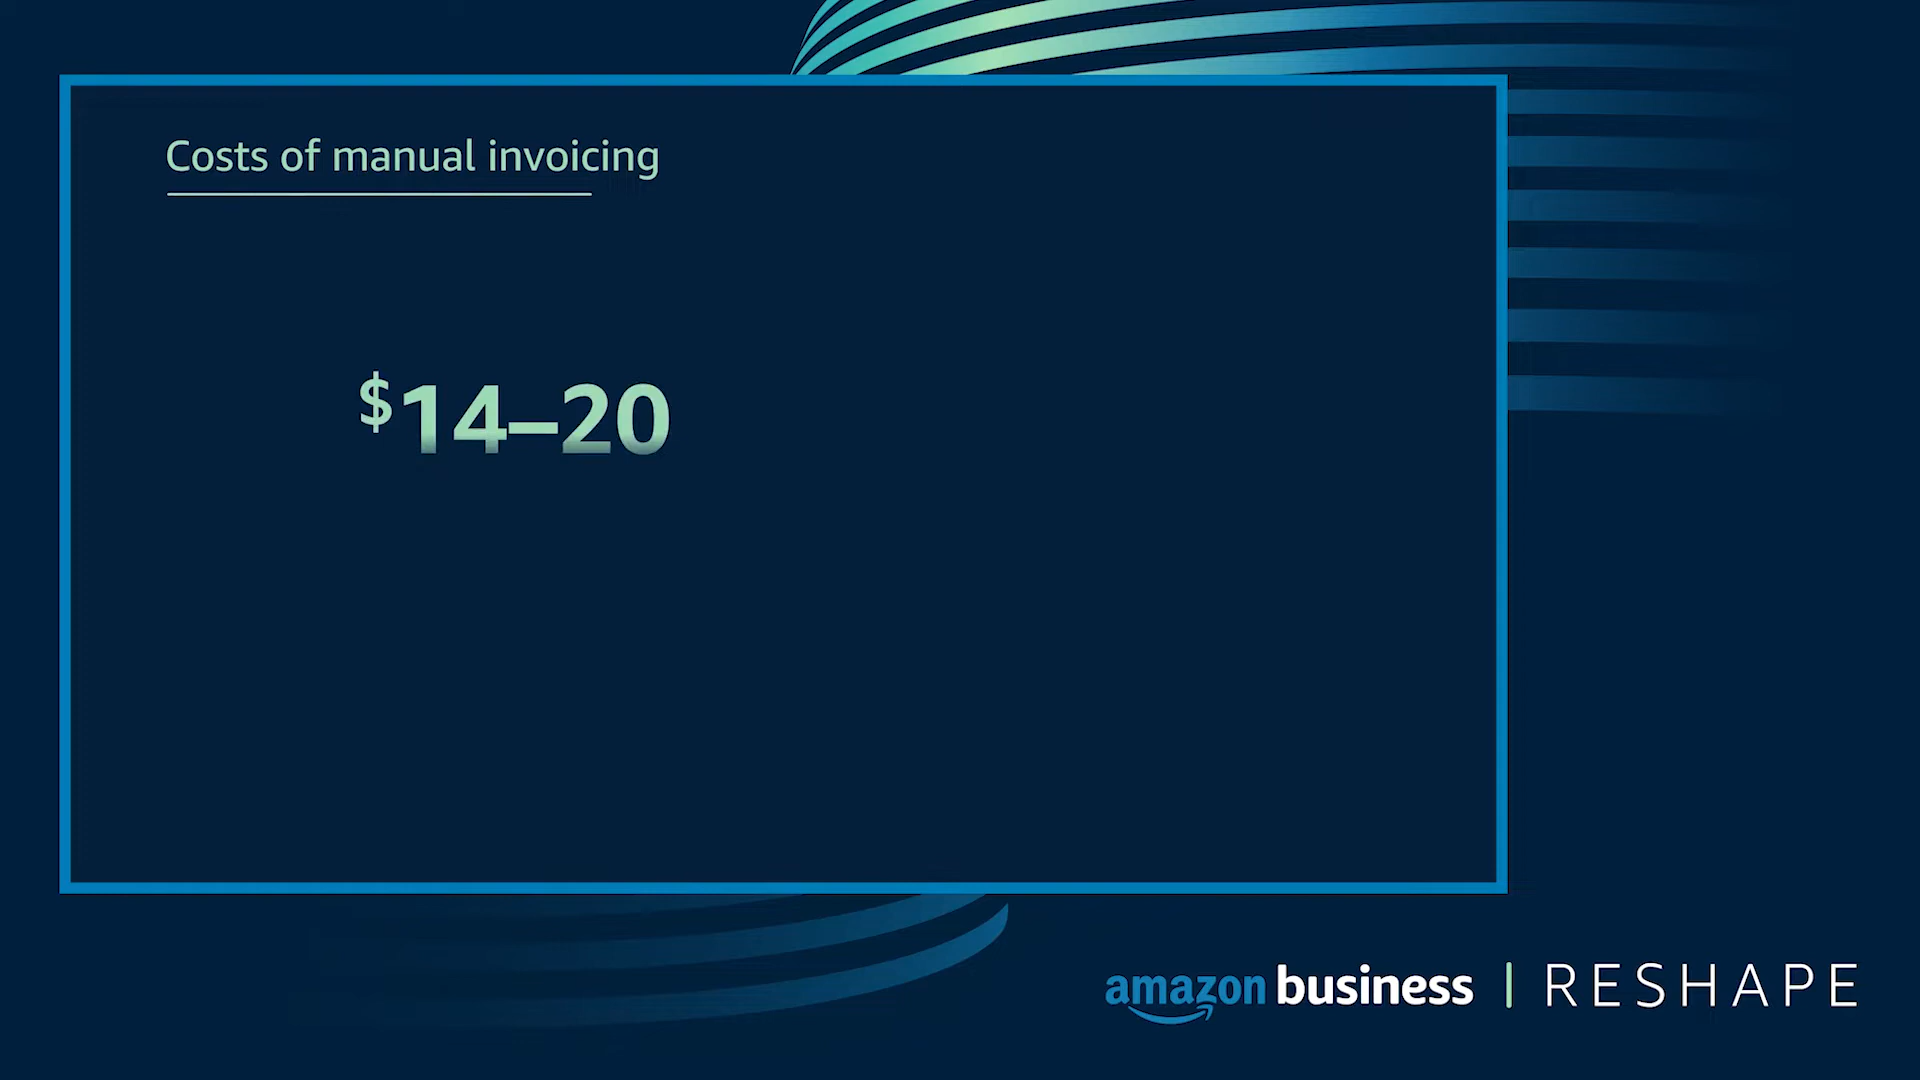 Costs of manual invoicing
$14–20
amazon business | RESHAPE